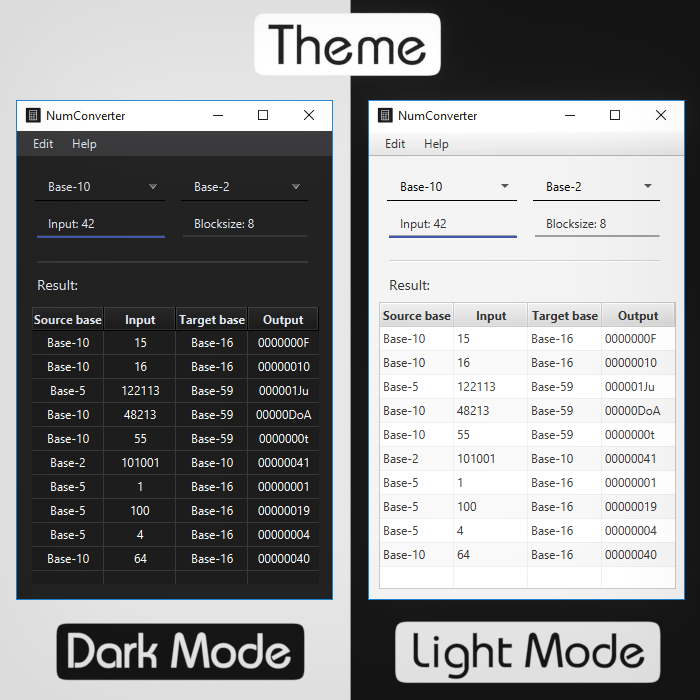 Theme
NumConverter
Edit Help
Base-10 Base-2
Input: 42 Blocksize: 8
Result:
Source base Input Target base Output
Base-10 15 Base-16 0000000F
Base-10 16 Base-16 00000010
Base-5 122113 Base-59 000001Ju
Base-10 48213 Base-59 00000DoA
Base-10 55 Base-59 0000000t
Base-2 101001 Base-10 00000041
Base-5 1 Base-16 00000001
Base-5 100 Base-16 00000019
Base-5 4 Base-16 00000004
Base-10 64 Base-16 00000040
Dark Mode
NumConverter
Edit Help
Base-10 Base-2
Input: 42 Blocksize: 8
Result:
Source base Input Target base Output
Base-10 15 Base-16 0000000F
Base-10 16 Base-16 00000010
Base-5 122113 Base-59 000001Ju
Base-10 48213 Base-59 00000DoA
Base-10 55 Base-59 0000000t
Base-2 101001 Base-10 00000041
Base-5 1 Base-16 00000001
Base-5 100 Base-16 00000019
Base-5 4 Base-16 00000004
Base-10 64 Base-16 00000040
Light Mode